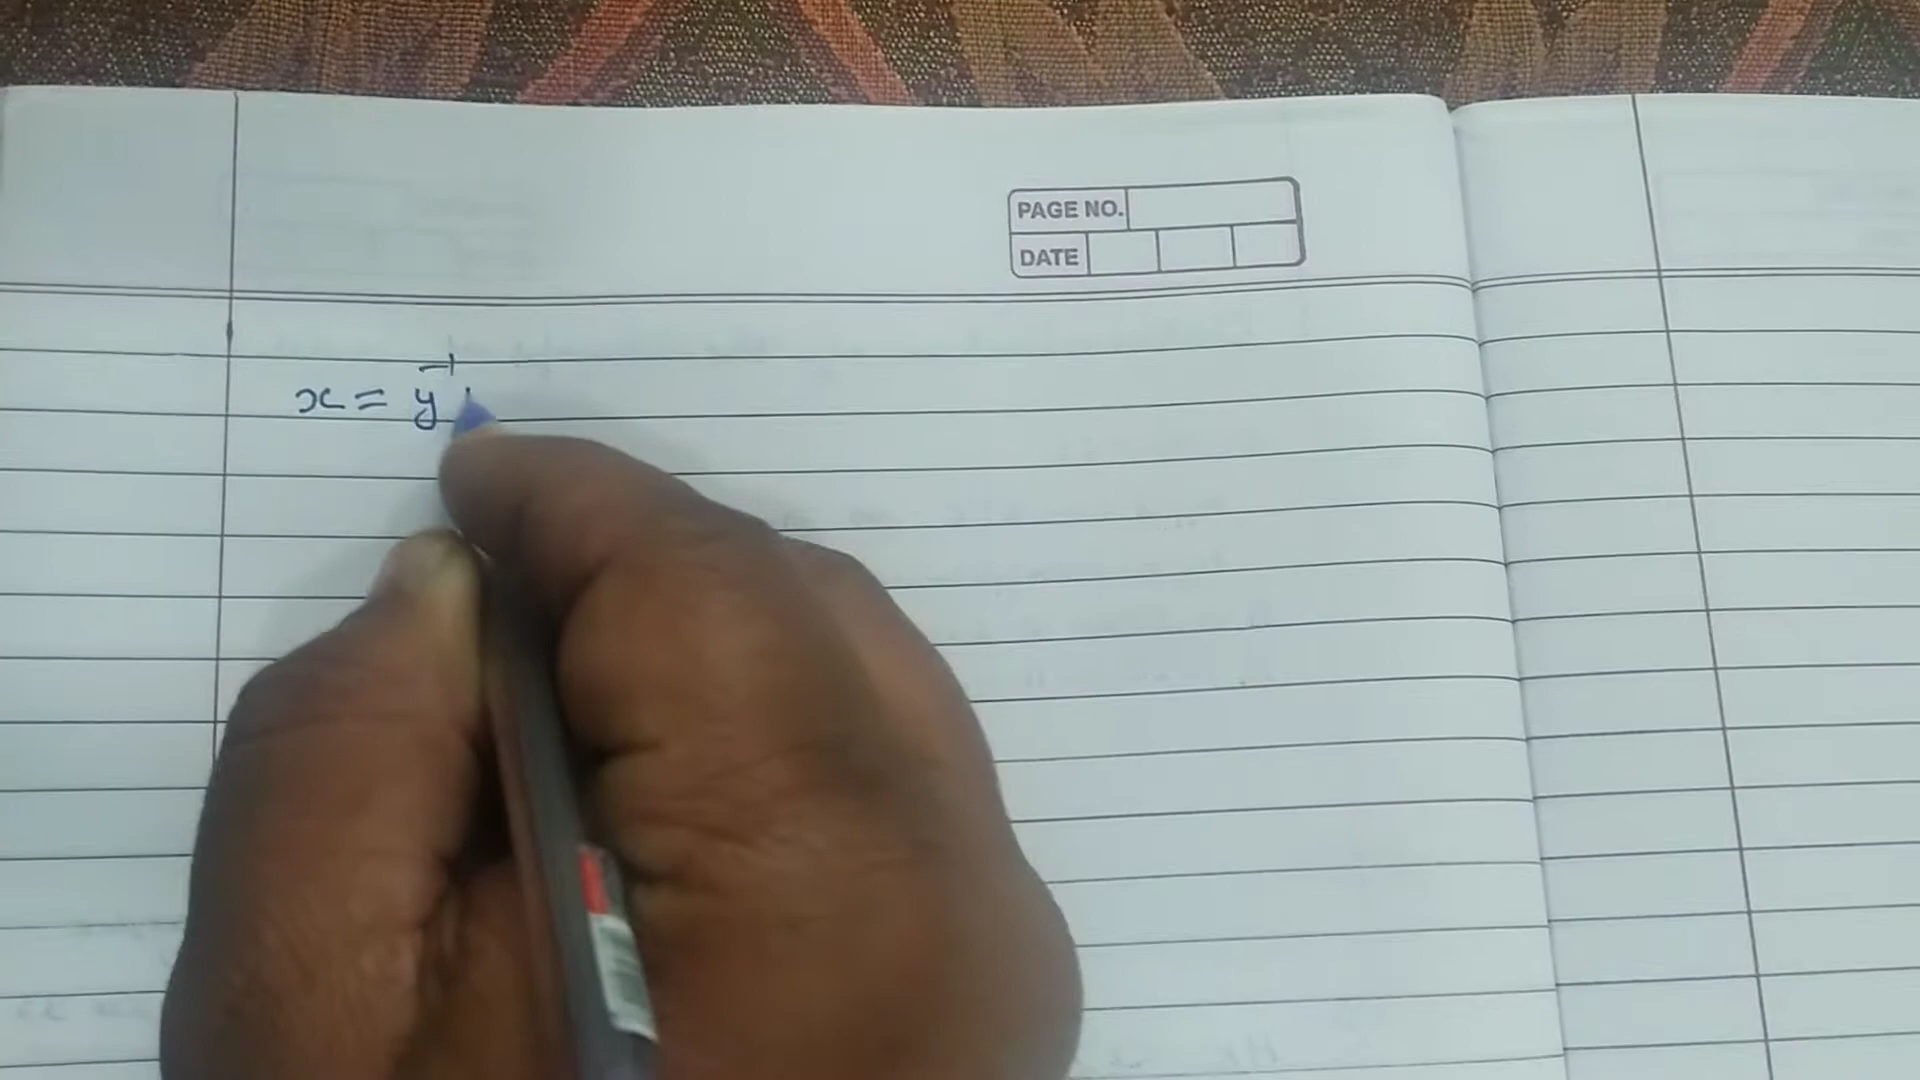 PAGE NO.
DATE
x = y⁻¹